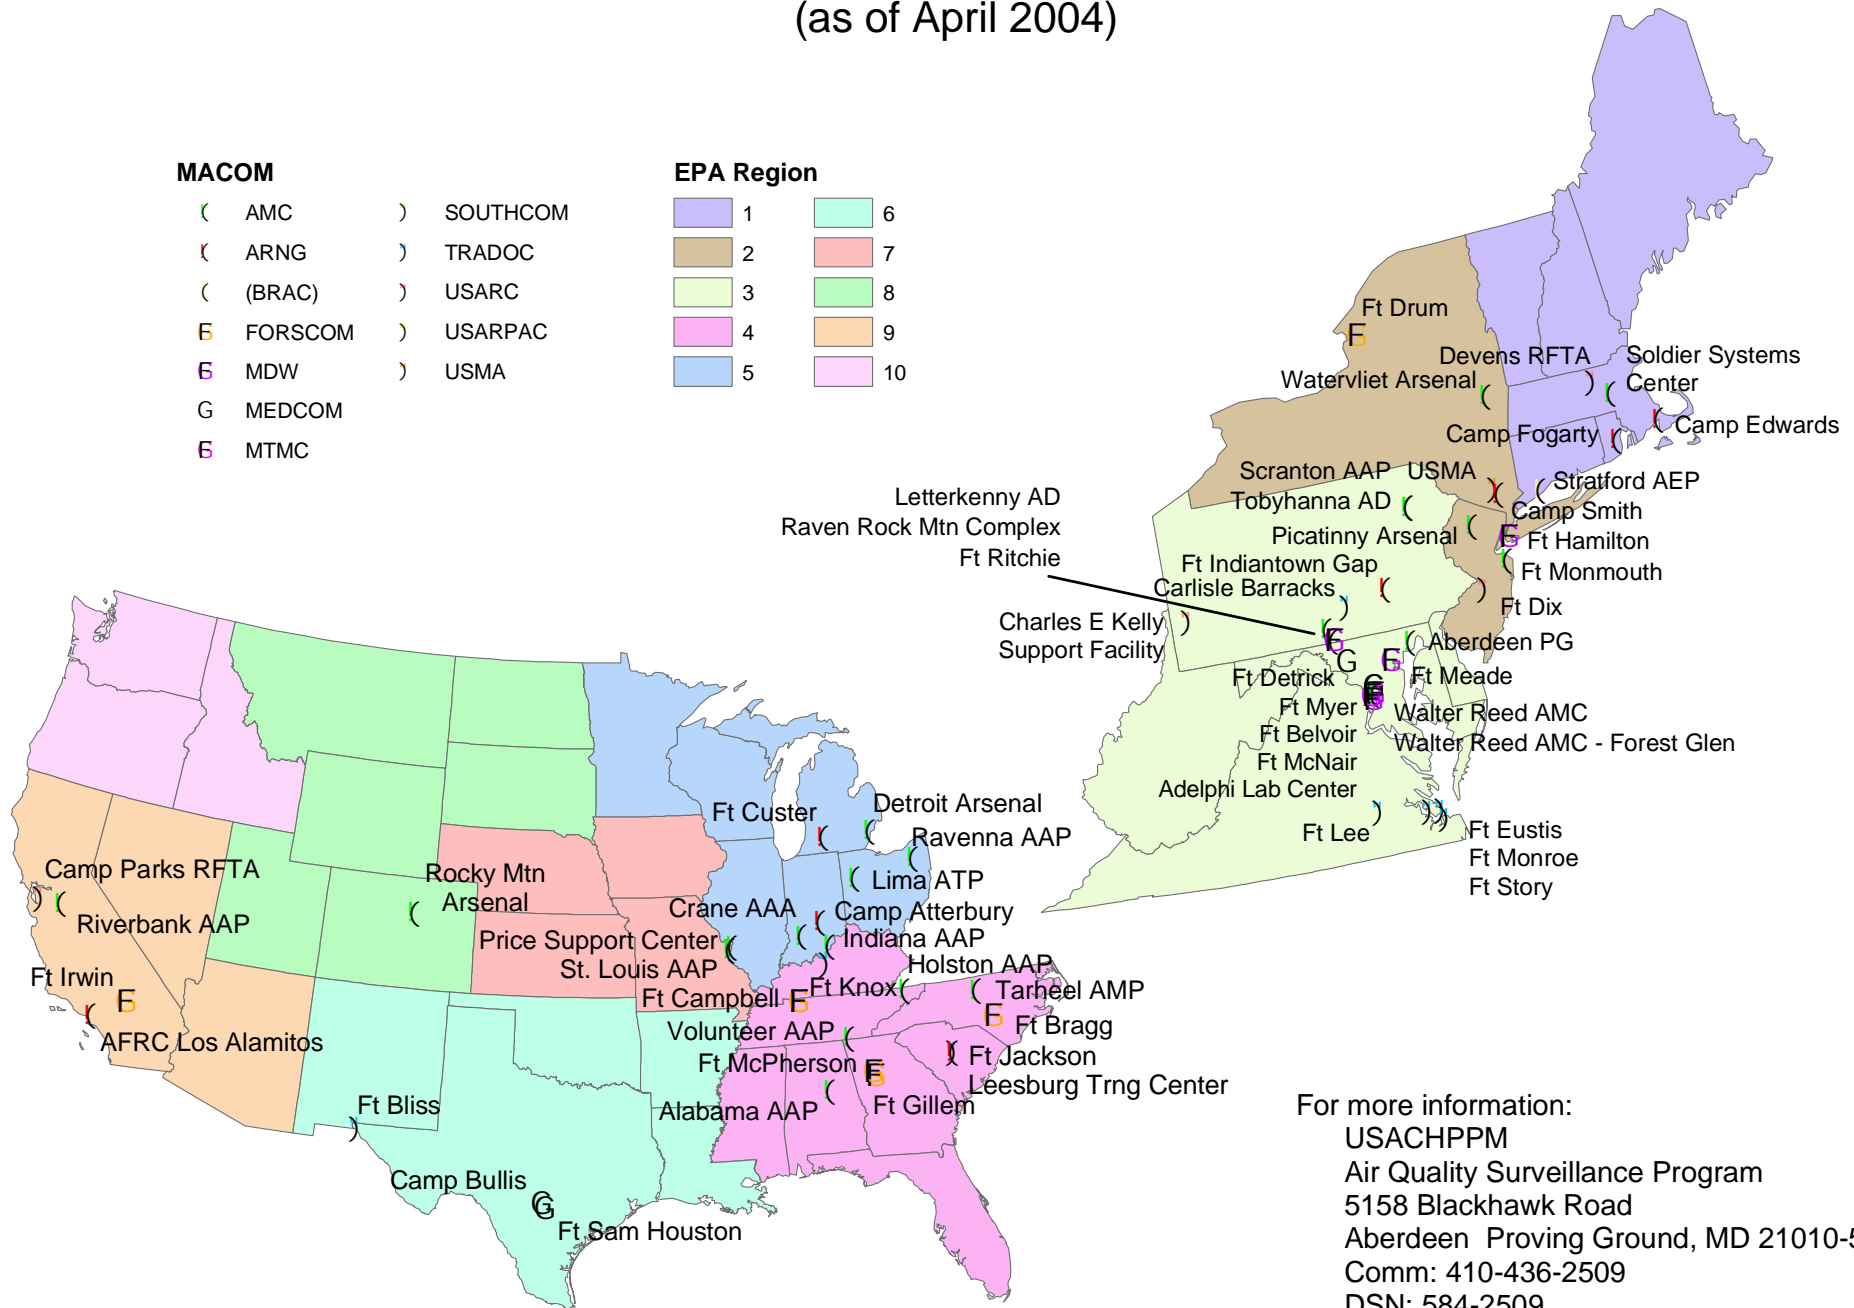 (as of April 2004)
MACOM
AMC
ARNG
(BRAC)
FORSCOM
MDW
MEDCOM
MTMC
SOUTHCOM
TRADOC
USARC
USARPAC
USMA
EPA Region
1
2
3
4
5
6
7
8
9
10
Ft Drum
Devens RFTA
Soldier Systems
Center
Watervliet Arsenal
Camp Edwards
Camp Fogarty
Scranton AAP
USMA
Stratford AEP
Tobyhanna AD
Camp Smith
Picatinny Arsenal
Ft Hamilton
Ft Monmouth
Letterkenny AD
Raven Rock Mtn Complex
Ft Ritchie
Ft Indiantown Gap
Carlisle Barracks
Ft Dix
Charles E Kelly
Support Facility
Aberdeen PG
Ft Detrick
Ft Meade
Ft Myer
Walter Reed AMC
Ft Belvoir
Walter Reed AMC - Forest Glen
Ft McNair
Adelphi Lab Center
Ft Lee
Ft Eustis
Ft Monroe
Ft Story
Ft Custer
Detroit Arsenal
Ravenna AAP
Lima ATP
Camp Parks RFTA
Riverbank AAP
Rocky Mtn
Arsenal
Crane AAA
Camp Atterbury
Price Support Center
Indiana AAP
St. Louis AAP
Holston AAP
Ft Irwin
Ft Campbell
Ft Knox
Tarheel AMP
AFRC Los Alamitos
Volunteer AAP
Ft Bragg
Ft McPherson
Ft Jackson
Leesburg Trng Center
Alabama AAP
Ft Gillem
Ft Bliss
Camp Bullis
Ft Sam Houston
For more information:
USACHPPM
Air Quality Surveillance Program
5158 Blackhawk Road
Aberdeen  Proving Ground, MD 21010-5
Comm: 410-436-2509
DSN: 584-2509